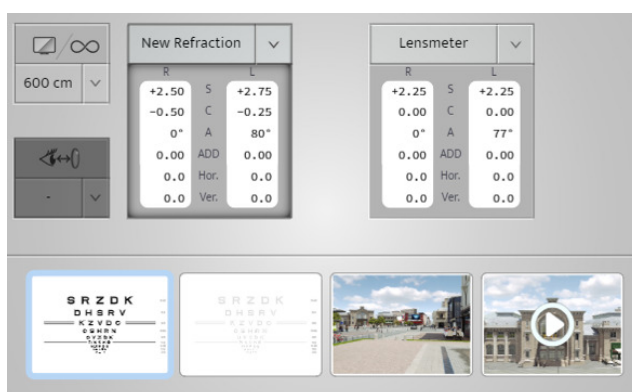 New Refraction
Lensmeter
600 cm
R L
+2.50 S +2.75
-0.50 C -0.25
0° A 80°
0.00 ADD 0.00
0.0 Hor. 0.0
0.0 Ver. 0.0
-
R L
+2.25 S +2.25
0.00 C 0.00
0° A 77°
0.00 ADD 0.00
0.0 Hor. 0.0
0.0 Ver. 0.0
S R Z D K
D H S R V
K Z V D C
S R Z D K
D H S R V
K Z V D C